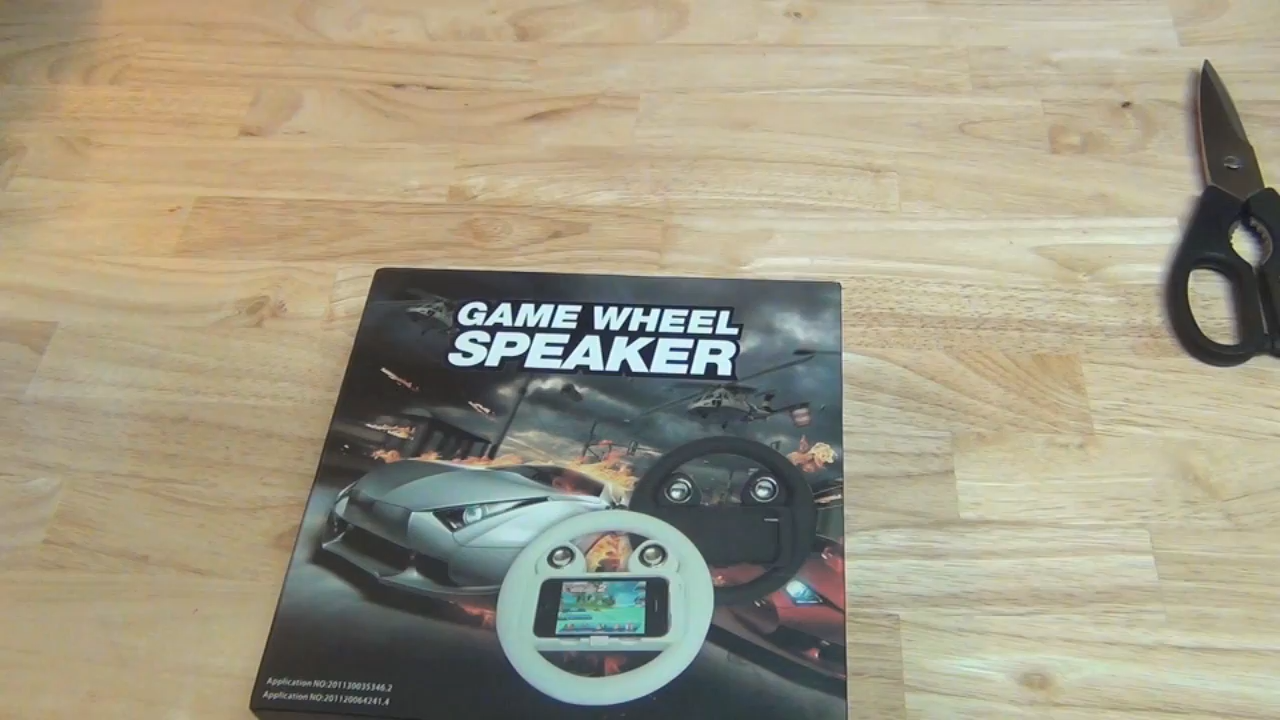 GAME WHEEL
SPEAKER
Application NO:201130035346.2
Application NO:201120064241.4